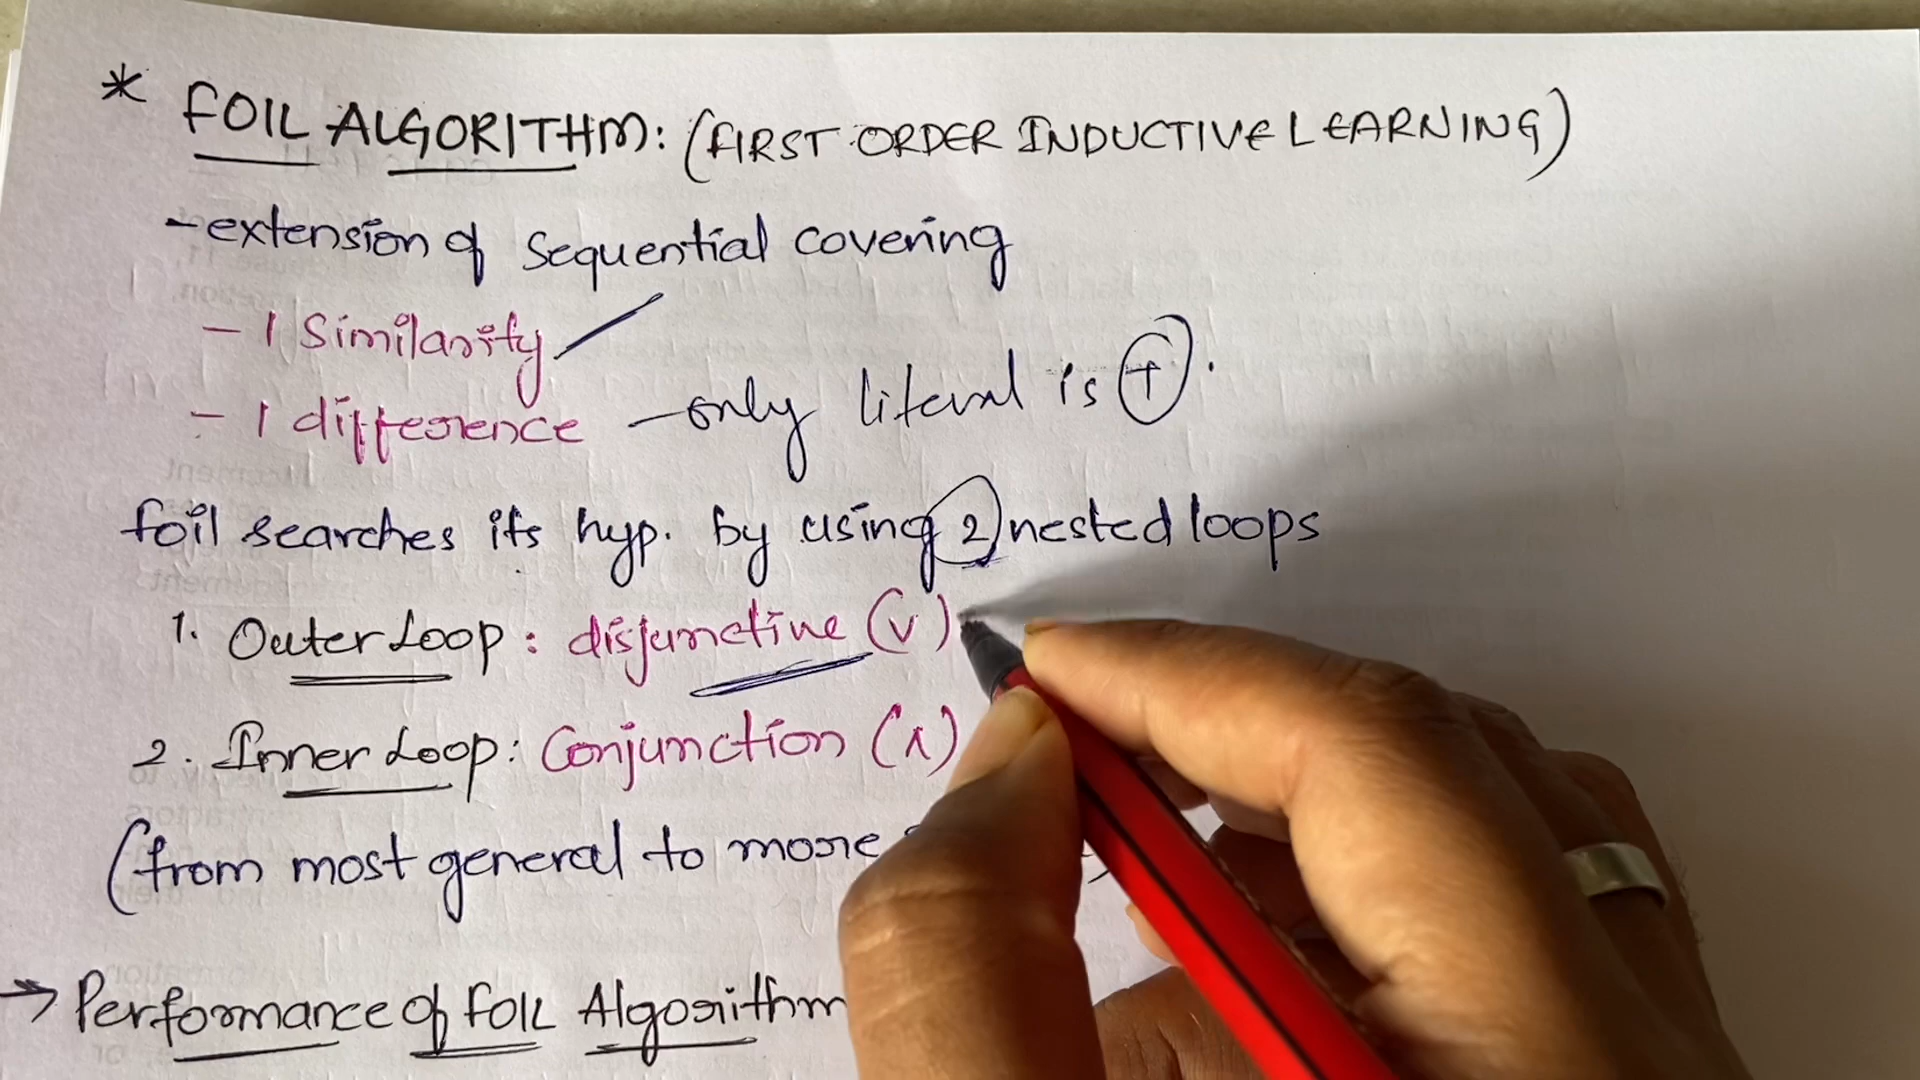 * FOIL ALGORITHM: (FIRST ORDER INDUCTIVE LEARNING)
- extension of Sequential covering
- 1 Similarity
- 1 difference - only literal is +.
foil searches its hyp. by using 2 nested loops
1. Outer Loop: disjunctive (v)
2. Inner Loop: Conjunction (∧)
(from most general to more
→ Performance of FOIL Algorithm